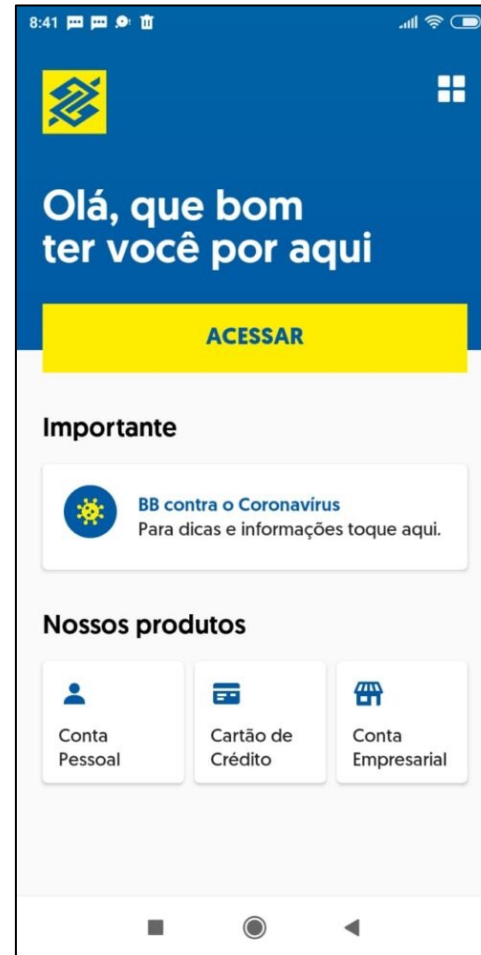 8:41
Olá, que bom
ter você por aqui
ACESSAR
Importante
BB contra o Coronavírus
Para dicas e informações toque aqui.
Nossos produtos
Conta
Pessoal
Cartão de
Crédito
Conta
Empresarial